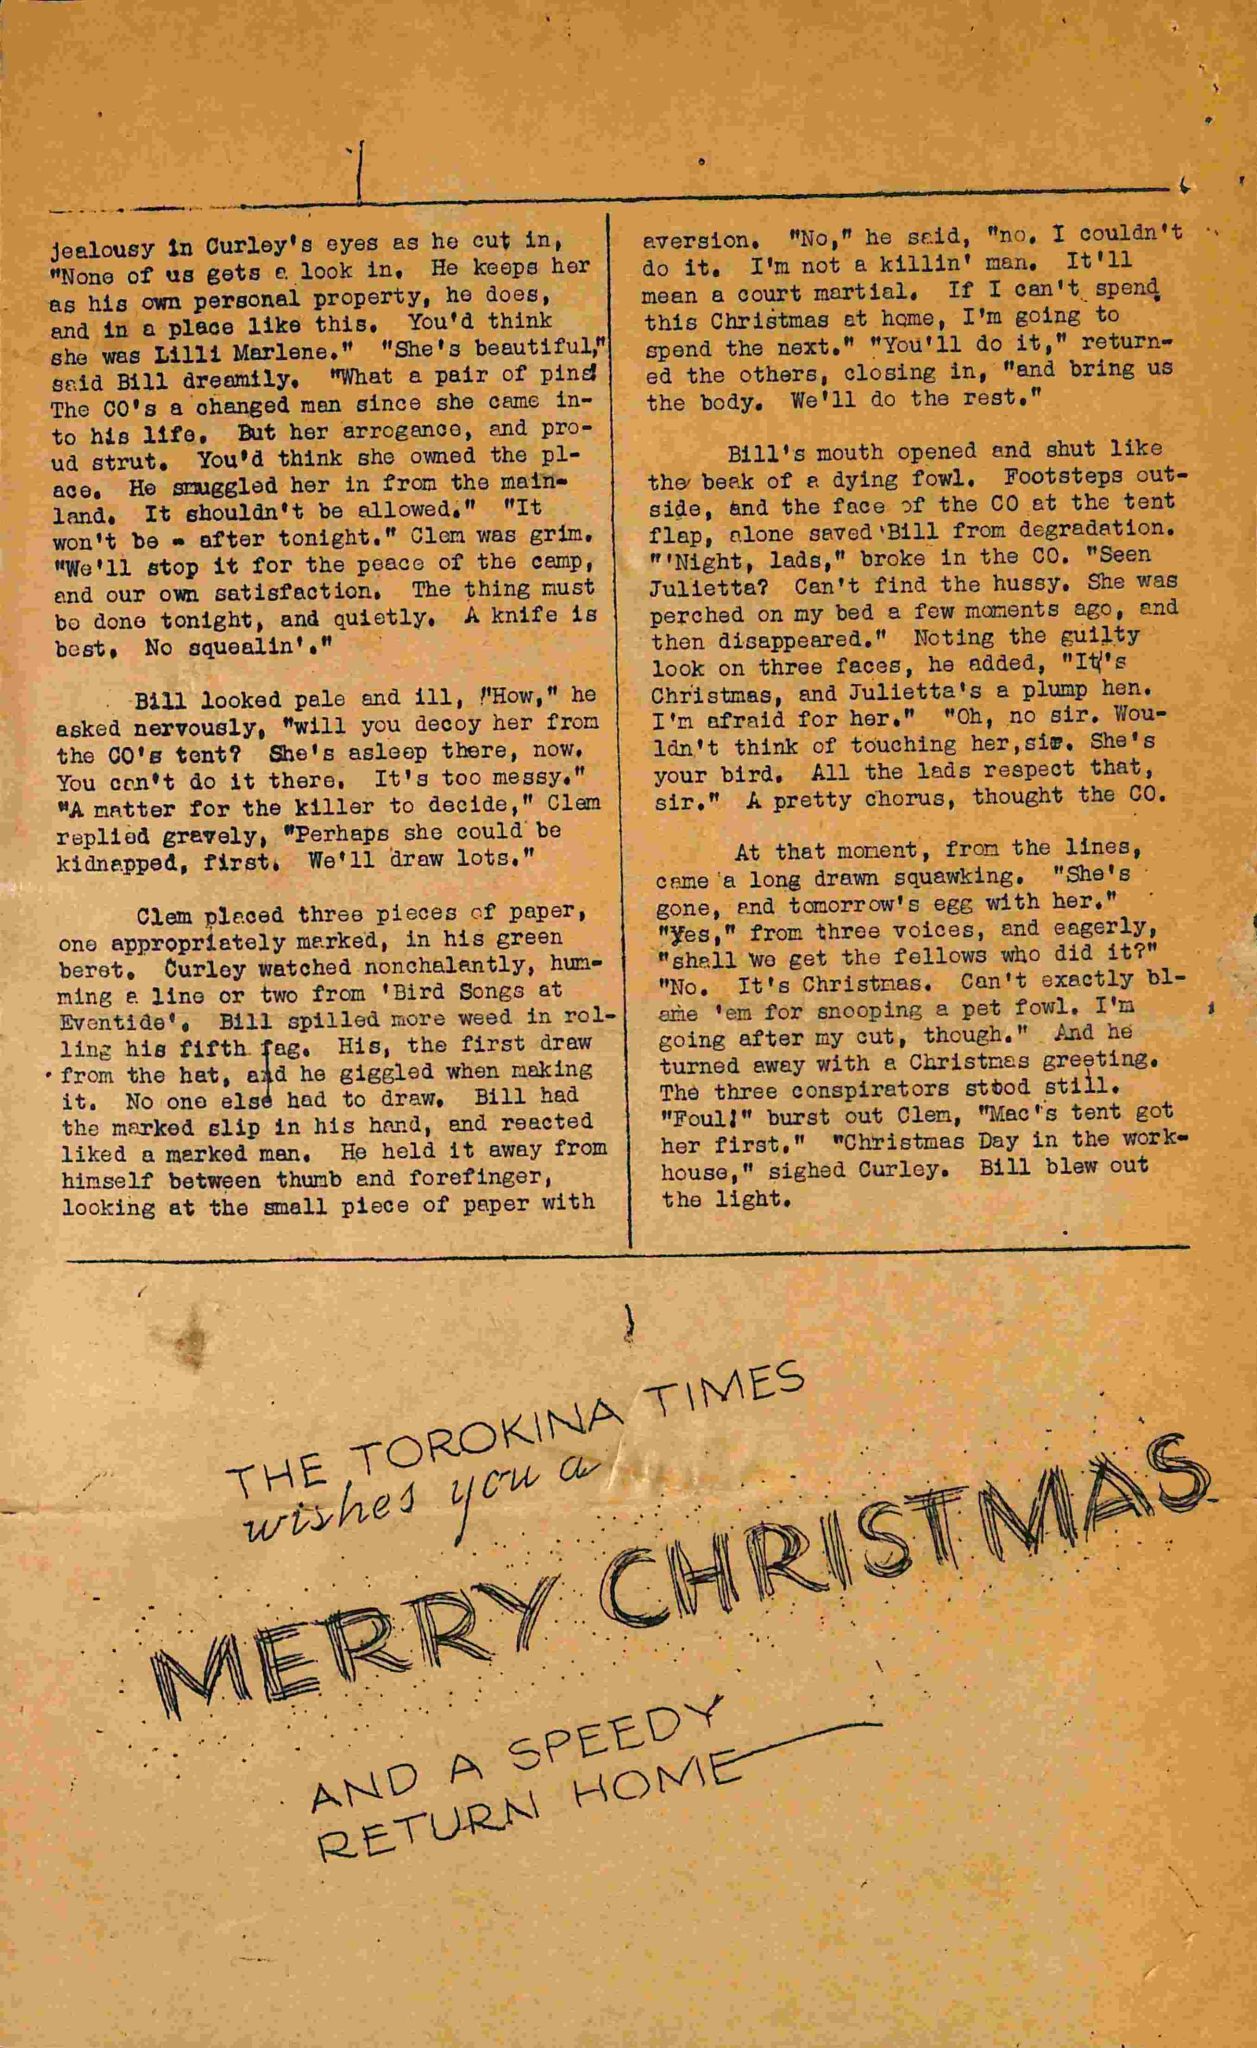 jealousy in Curley's eyes as he cut in,
"None of us gets a look in. He keeps her
as his own personal property, he does,
and in a place like this. You'd think
she was Lilli Marlene." "She's beautiful,"
said Bill dreamily. "What a pair of pins!
The CO's a changed man since she came in-
to his life. But her arrogance, and pro-
ud strut. You'd think she owned the pl-
ace. He smuggled her in from the main-
land. It shouldn't be allowed." "It
won't be - after tonight." Clem was grim.
"We'll stop it for the peace of the camp,
and our own satisfaction. The thing must
be done tonight, and quietly. A knife is
best. No squealin'."
Bill looked pale and ill, "How," he
asked nervously, "will you decoy her from
the CO's tent? She's asleep there, now.
You can't do it there. It's too messy."
"A matter for the killer to decide," Clem
replied gravely, "Perhaps she could be
kidnapped, first. We'll draw lots."
Clem placed three pieces of paper,
one appropriately marked, in his green
beret. Curley watched nonchalantly, hum-
ming a line or two from 'Bird Songs at
Eventide'. Bill spilled more weed in rol-
ling his fifth fag. His, the first draw
from the hat, and he giggled when making
it. No one else had to draw. Bill had
the marked slip in his hand, and reacted
liked a marked man. He held it away from
himself between thumb and forefinger,
looking at the small piece of paper with
aversion. "No," he said, "no. I couldn't
do it. I'm not a killin' man. It'll
mean a court martial. If I can't spend
this Christmas at home, I'm going to
spend the next." "You'll do it," return-
ed the others, closing in, "and bring us
the body. We'll do the rest."
Bill's mouth opened and shut like
the beak of a dying fowl. Footsteps out-
side, and the face of the CO at the tent
flap, alone saved Bill from degradation.
"'Night, lads," broke in the CO. "Seen
Julietta? Can't find the hussy. She was
perched on my bed a few moments ago, and
then disappeared." Noting the guilty
look on three faces, he added, "It's
Christmas, and Julietta's a plump hen.
I'm afraid for her." "Oh, no sir. Wou-
ldn't think of touching her, sir. She's
your bird. All the lads respect that,
sir." A pretty chorus, thought the CO.
At that moment, from the lines,
came a long drawn squawking. "She's
gone, and tomorrow's egg with her."
"Yes," from three voices, and eagerly,
"shall we get the fellows who did it?"
"No. It's Christmas. Can't exactly bl-
ame 'em for snooping a pet fowl. I'm
going after my cut, though." And he
turned away with a Christmas greeting.
The three conspirators stood still.
"Foul!" burst out Clem, "Mac's tent got
her first." "Christmas Day in the work-
house," sighed Curley. Bill blew out
the light.
THE TOROKINA TIMES
wishes you a
MERRY CHRISTMAS
AND A SPEEDY
RETURN HOME